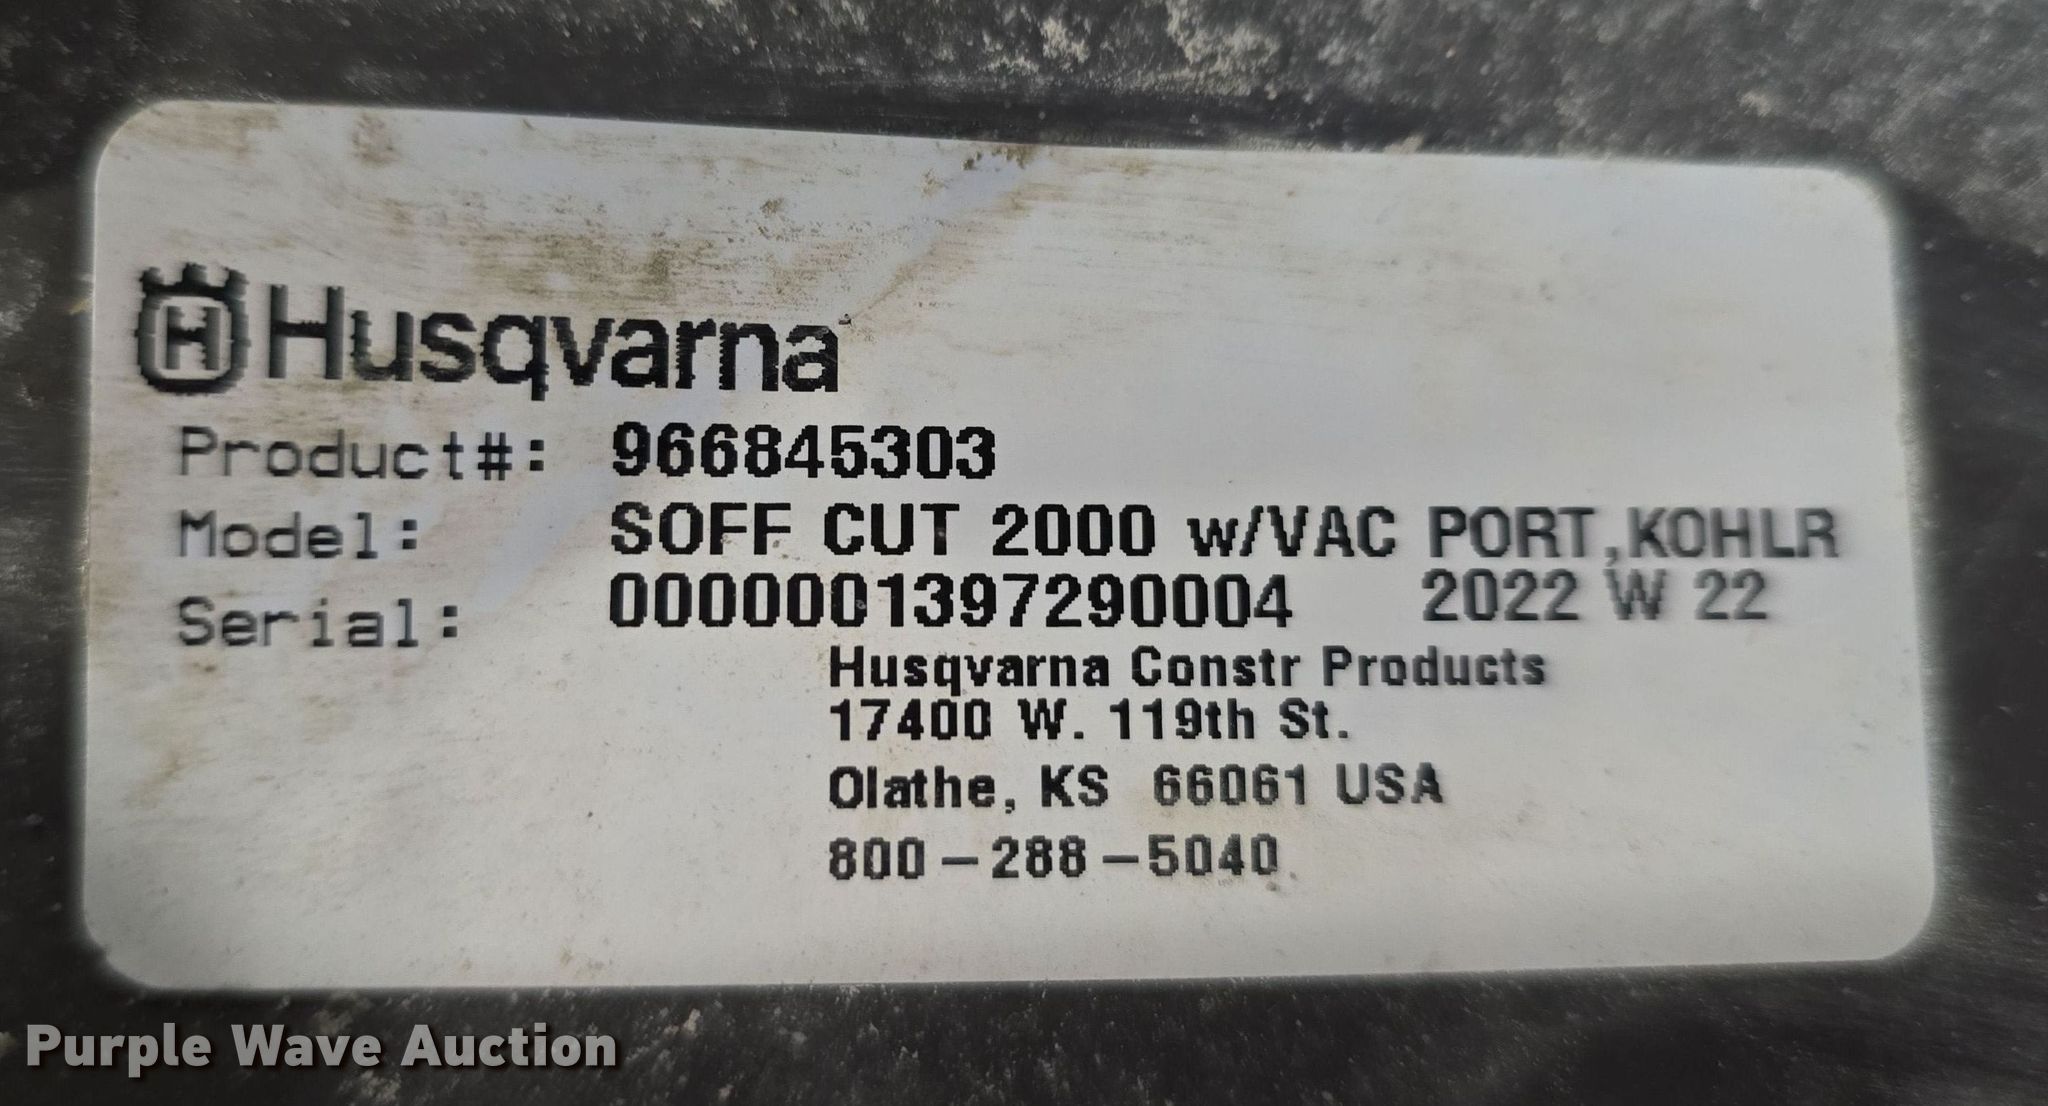 Husqvarna
Product#: 966845303
Model: SOFF CUT 2000 w/VAC PORT,KOHLR
Serial: 0000001397290004 2022 W 22
Husqvarna Constr Products
17400 W. 119th St.
Olathe, KS 66061 USA
800-288-5040
Purple Wave Auction